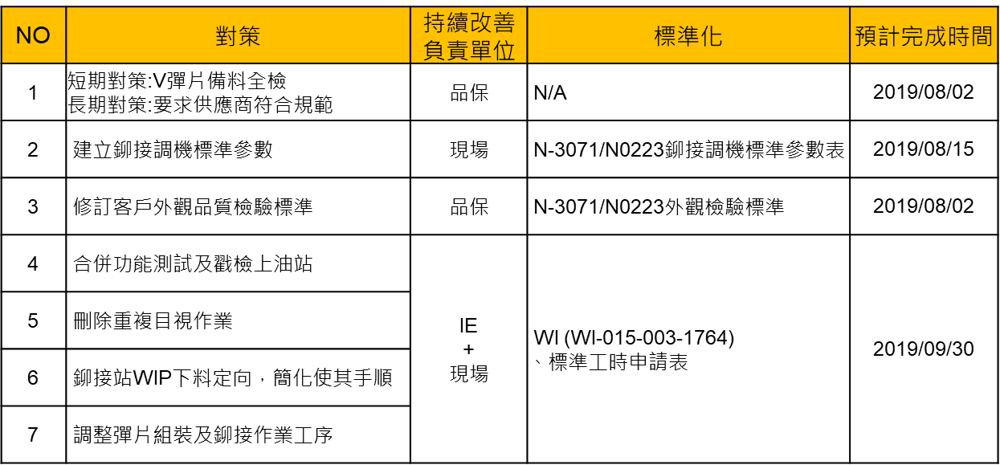 NO
對策
持續改善
負責單位
標準化
預計完成時間
1
短期對策:V彈片備料全檢
長期對策:要求供應商符合規範
品保
N/A
2019/08/02
2
建立鉚接調機標準參數
現場
N-3071/N0223鉚接調機標準參數表
2019/08/15
3
修訂客戶外觀品質檢驗標準
品保
N-3071/N0223外觀檢驗標準
2019/08/02
4
合併功能測試及戳檢上油站
5
刪除重複目視作業
6
鉚接站WIP下料定向，簡化使其手順
7
調整彈片組裝及鉚接作業工序
IE
+
現場
WI (WI-015-003-1764)
、標準工時申請表
2019/09/30